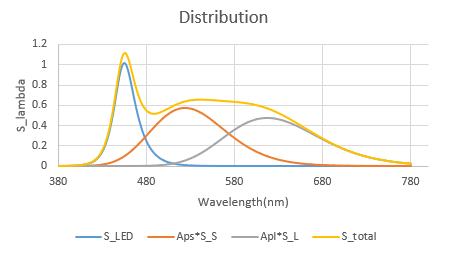 Distribution
1.2
1
0.8
0.6
0.4
0.2
0
S_lambda
380 480 580 680 780
Wavelength(nm)
S_LED Aps*S_S Apl*S_L S_total